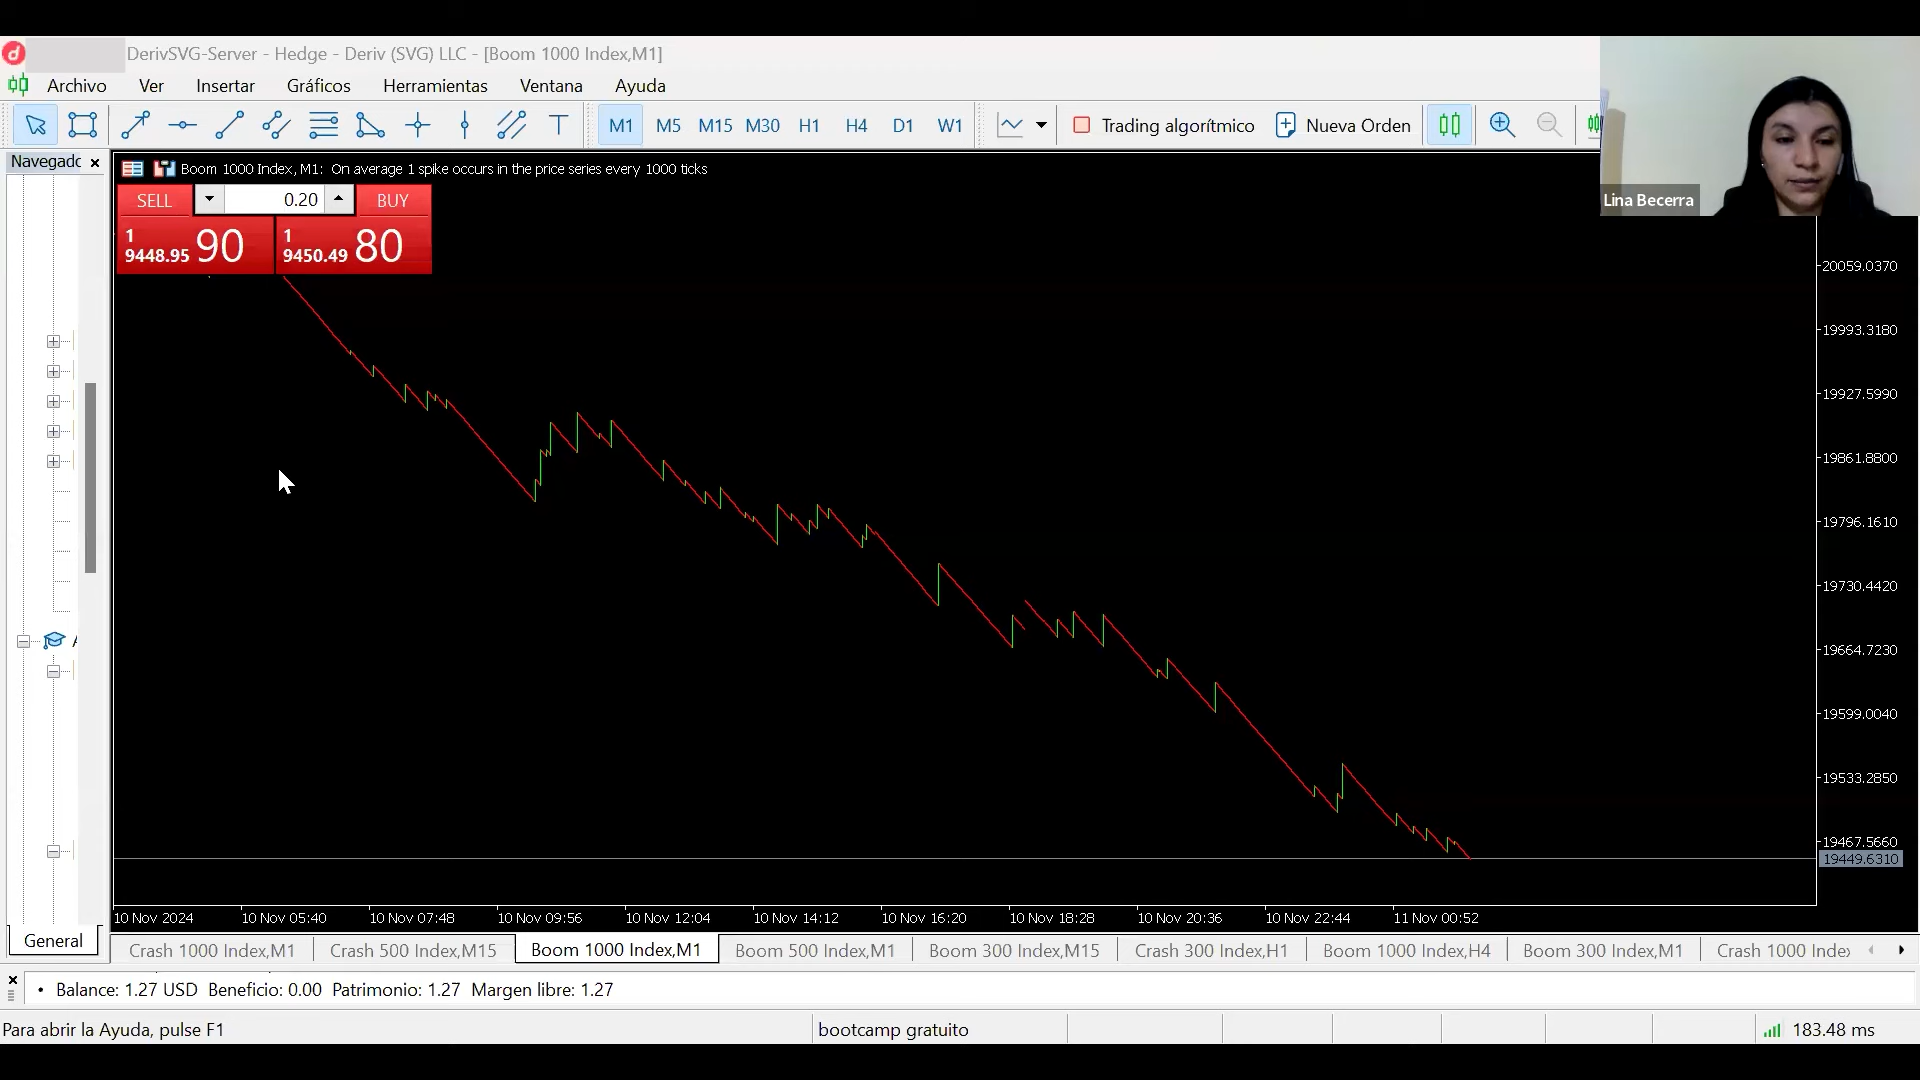 DerivSVG-Server - Hedge - Deriv (SVG) LLC - [Boom 1000 Index,M1]
Archivo Ver Insertar Gráficos Herramientas Ventana Ayuda
M1 M5 M15 M30 H1 H4 D1 W1 Trading algorítmico Nueva Orden
Navegado
Boom 1000 Index, M1: On average 1 spike occurs in the price series every 1000 ticks
SELL 0.20 BUY
1 9448.95 90
1 9450.49 80
Lina Becerra
20059.0370
19993.3180
19927.5990
19861.8800
19796.1610
19730.4420
19664.7230
19599.0040
19533.2850
19467.5660
19449.6310
10 Nov 2024 10 Nov 05:40 10 Nov 07:48 10 Nov 09:56 10 Nov 12:04 10 Nov 14:12 10 Nov 16:20 10 Nov 18:28 10 Nov 20:36 10 Nov 22:44 11 Nov 00:52
General
Crash 1000 Index,M1 Crash 500 Index,M15 Boom 1000 Index,M1 Boom 500 Index,M1 Boom 300 Index,M15 Crash 300 Index,H1 Boom 1000 Index,H4 Boom 300 Index,M1 Crash 1000 Index
Balance: 1.27 USD Beneficio: 0.00 Patrimonio: 1.27 Margen libre: 1.27
Para abrir la Ayuda, pulse F1
bootcamp gratuito
183.48 ms